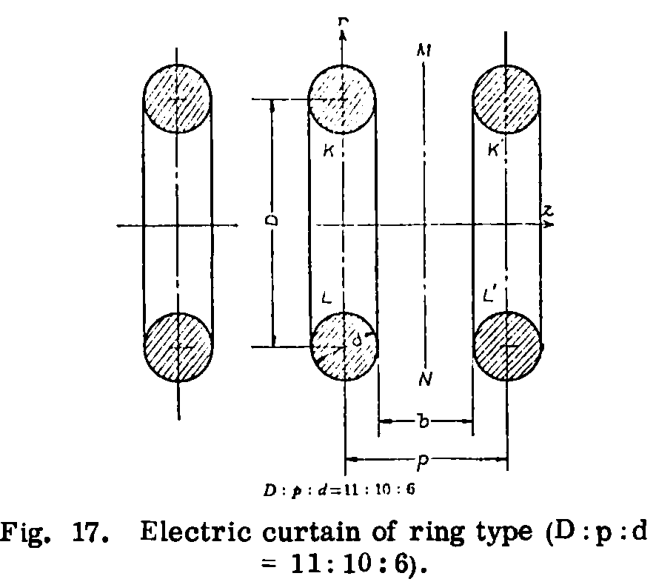 r
M
K
K'
D
z
L
L'
d
N
b
p
D : p : d=11 : 10 : 6
Fig. 17. Electric curtain of ring type (D:p:d
= 11: 10:6).